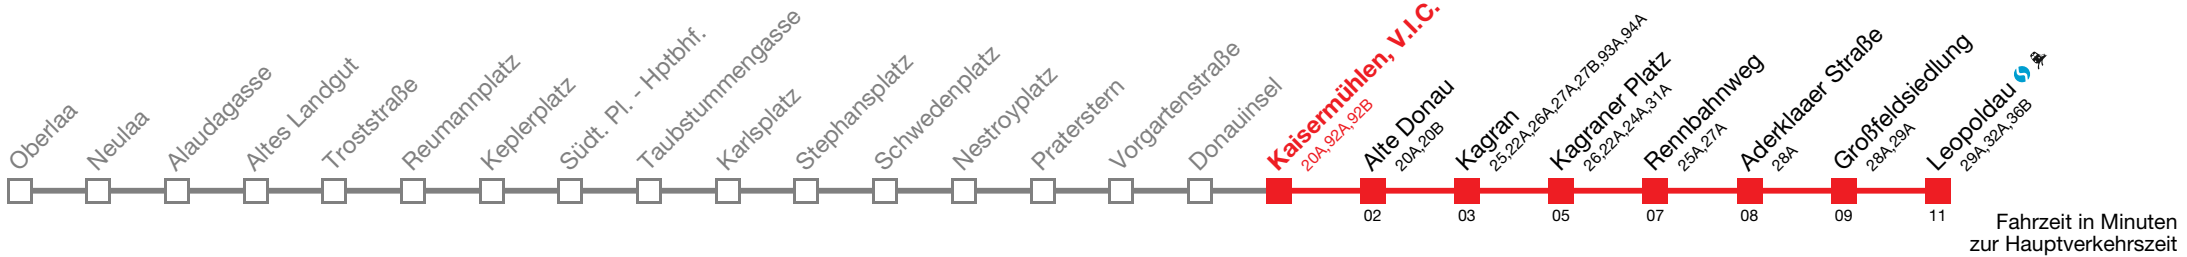 Oberlaa
Neulaa
Alaudagasse
Altes Landgut
Troststraße
Reumannplatz
Keplerplatz
Südt. Pl. - Hptbhf.
Taubstummengasse
Karlsplatz
Stephansplatz
Schwedenplatz
Nestroyplatz
Praterstern
Vorgartenstraße
Donauinsel
Kaisermühlen, V.I.C.
20A,92A,92B
Alte Donau
20A,20B
02
Kagran
25,22A,26A,27A,27B,93A,94A
03
Kagraner Platz
26,22A,24A,31A
05
Rennbahnweg
25A,27A
07
Aderklaaer Straße
28A
08
Großfeldsiedlung
28A,29A
09
Leopoldau
29A,32A,36B
11
Fahrzeit in Minuten
zur Hauptverkehrszeit